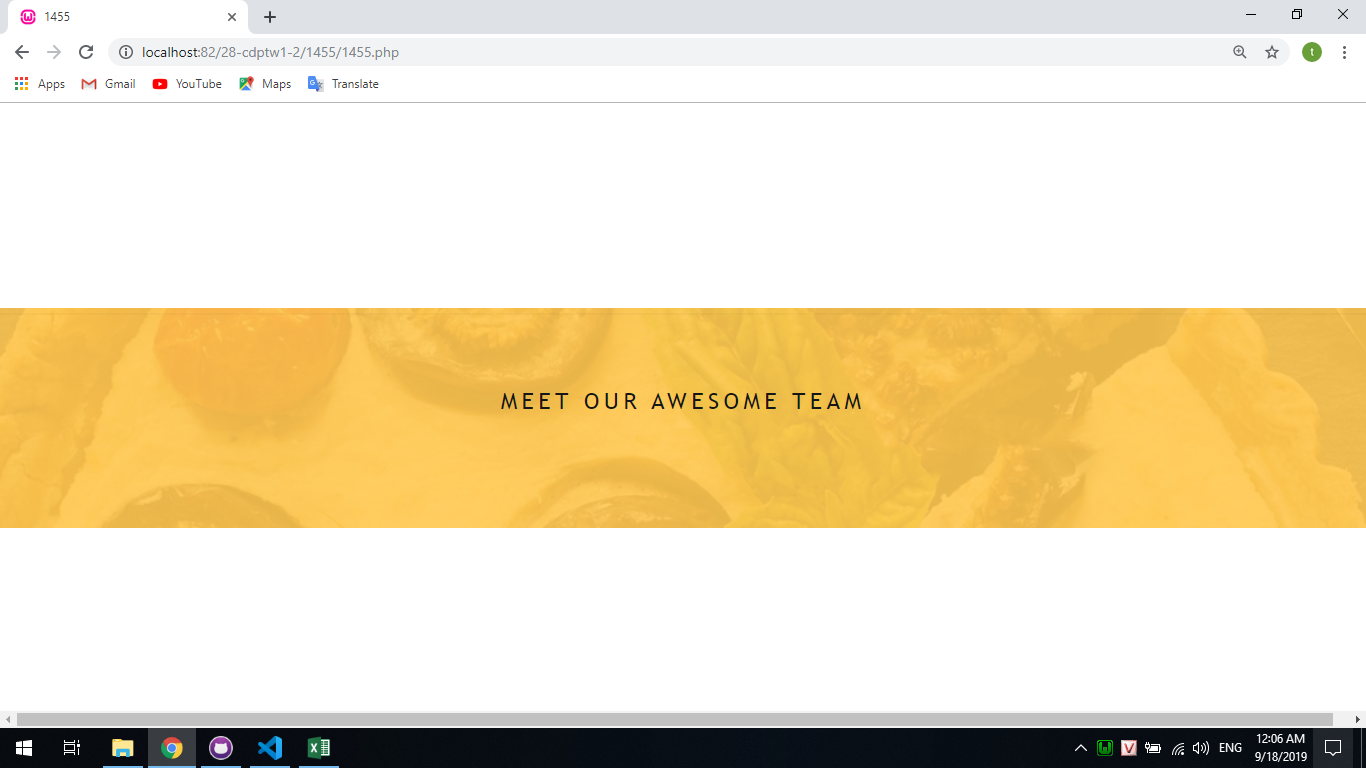 1455
localhost:82/28-cdptw1-2/1455/1455.php
t
Apps
Gmail
YouTube
Maps
Translate
MEET OUR AWESOME TEAM
ENG
12:06 AM
9/18/2019